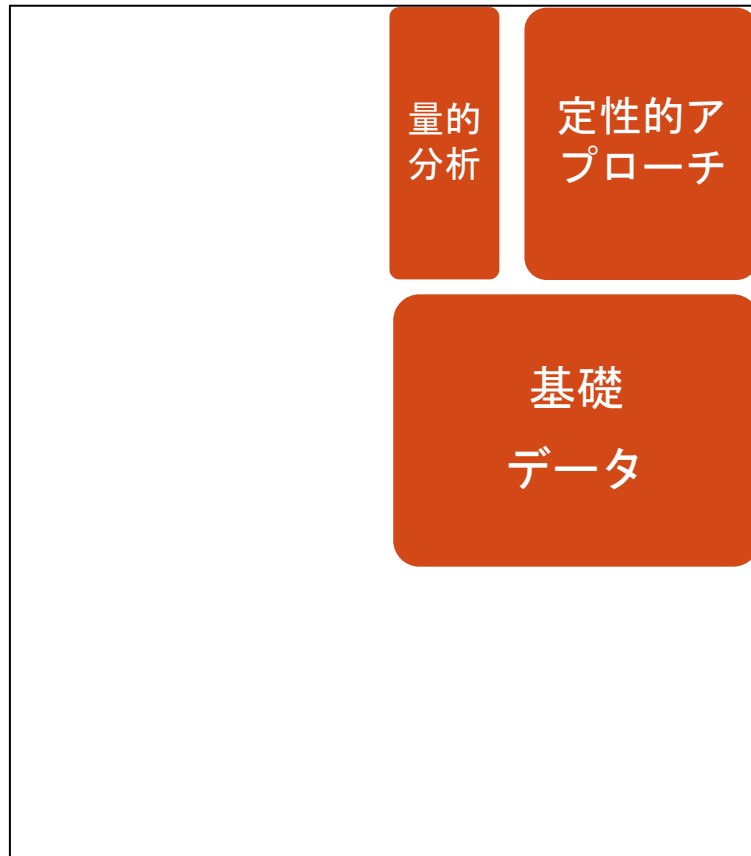 量的
分析
定性的ア
プローチ
基礎
データ